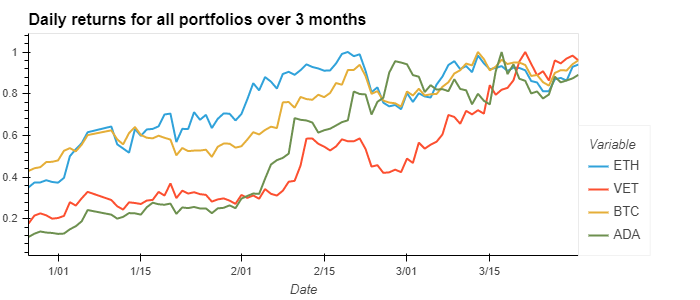 Daily returns for all portfolios over 3 months
1
0.8
0.6
0.4
0.2
1/01
1/15
2/01
2/15
3/01
3/15
Date
Variable
ETH
VET
BTC
ADA